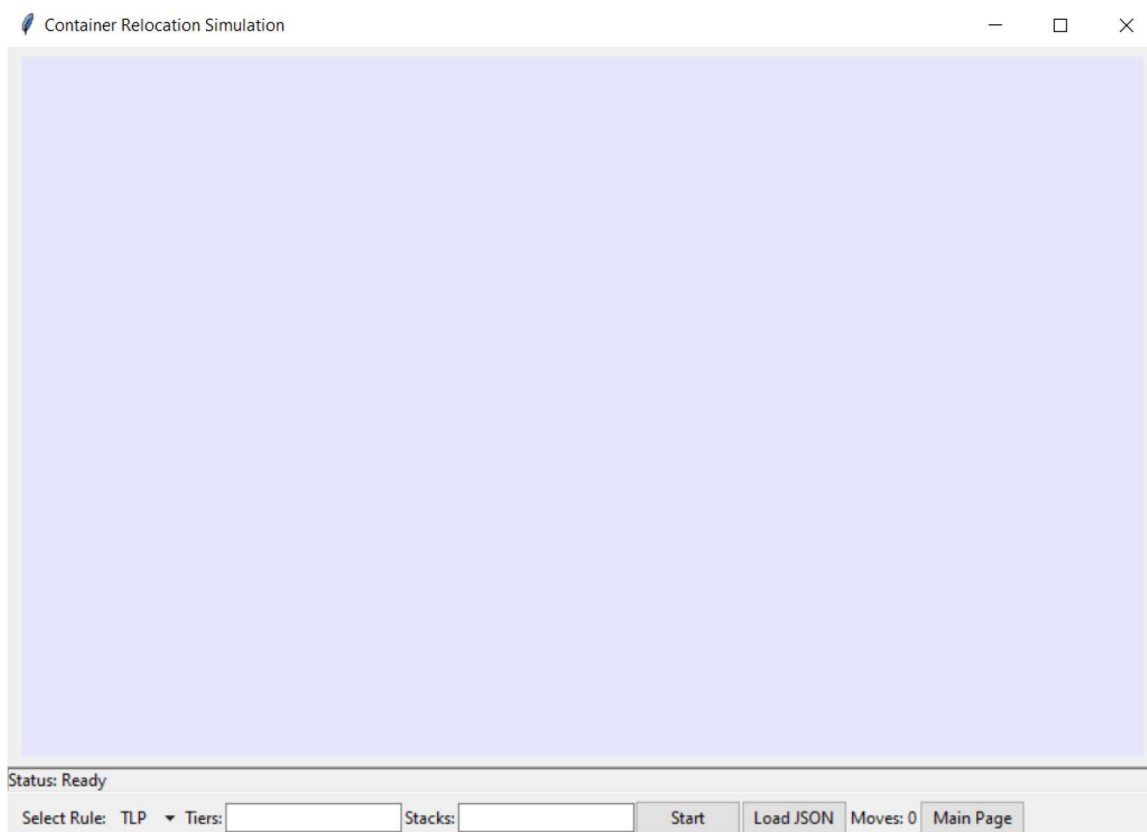 Container Relocation Simulation
Status: Ready
Select Rule: TLP Tiers: Stacks: Start Load JSON Moves: 0 Main Page